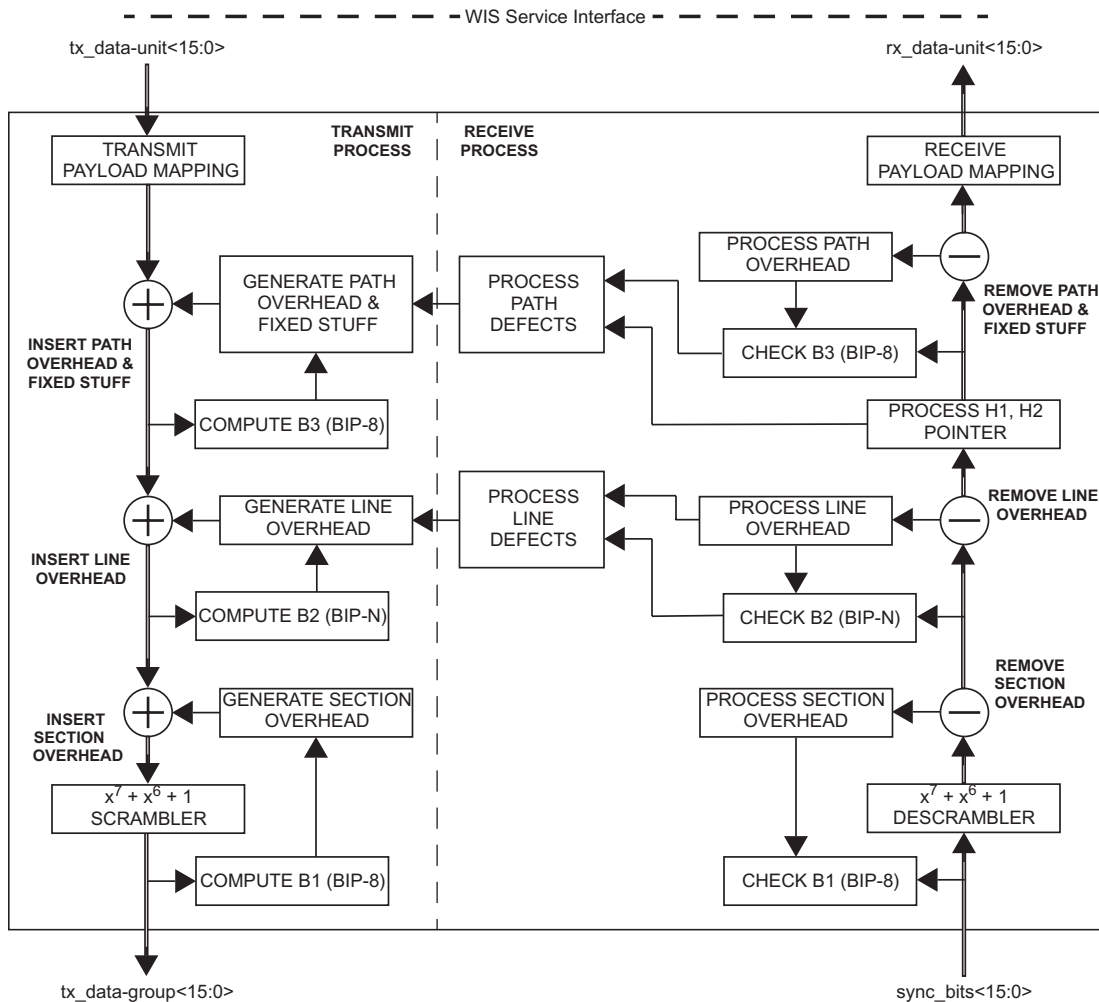 WIS Service Interface
tx_data-unit<15:0>
rx_data-unit<15:0>
TRANSMIT
PROCESS
RECEIVE
PROCESS
TRANSMIT
PAYLOAD MAPPING
RECEIVE
PAYLOAD MAPPING
GENERATE PATH
OVERHEAD &
FIXED STUFF
PROCESS
PATH
DEFECTS
PROCESS PATH
OVERHEAD
REMOVE PATH
OVERHEAD
& FIXED STUFF
INSERT PATH
OVERHEAD &
FIXED STUFF
CHECK B3 (BIP-8)
COMPUTE B3 (BIP-8)
PROCESS H1, H2
POINTER
GENERATE LINE
OVERHEAD
PROCESS
LINE
DEFECTS
PROCESS LINE
OVERHEAD
REMOVE LINE
OVERHEAD
INSERT LINE
OVERHEAD
COMPUTE B2 (BIP-N)
CHECK B2 (BIP-N)
GENERATE SECTION
OVERHEAD
PROCESS SECTION
OVERHEAD
REMOVE
SECTION
OVERHEAD
INSERT
SECTION
OVERHEAD
x⁷ + x⁶ + 1
SCRAMBLER
x⁷ + x⁶ + 1
DESCRAMBLER
COMPUTE B1 (BIP-8)
CHECK B1 (BIP-8)
tx_data-group<15:0>
sync_bits<15:0>